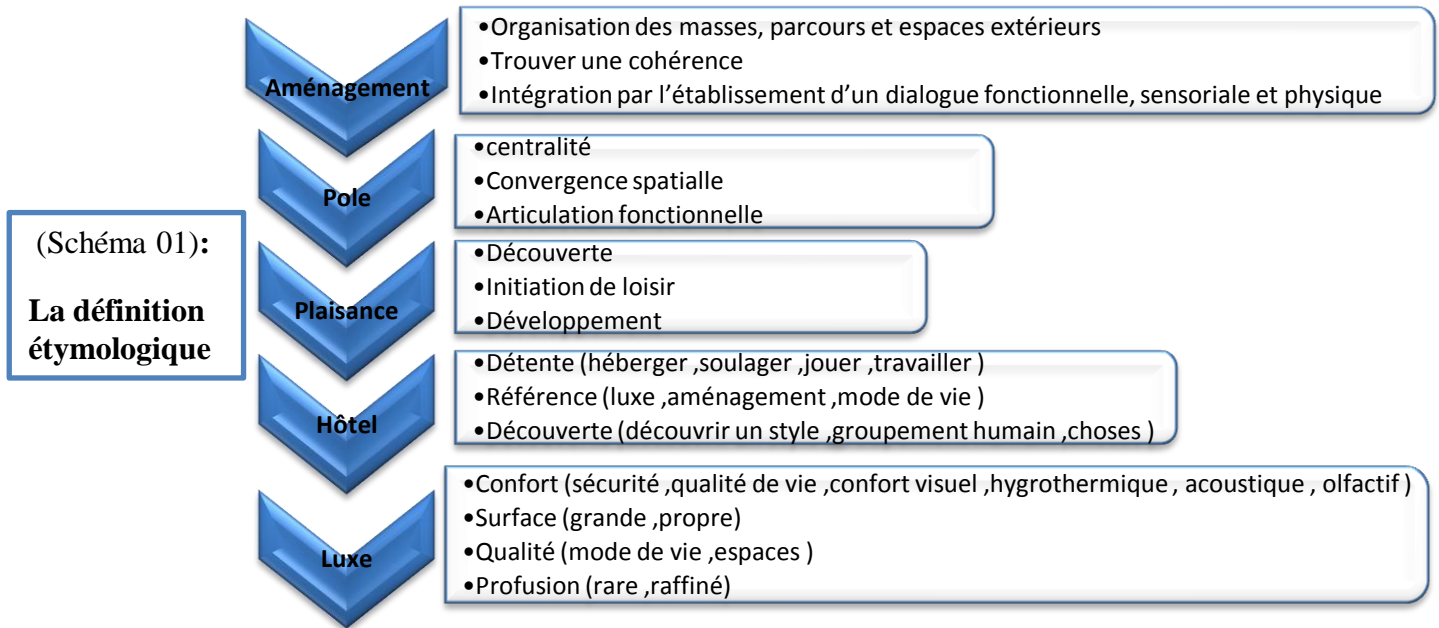 (Schéma 01):
La définition
étymologique
Aménagement
•Organisation des masses, parcours et espaces extérieurs
•Trouver une cohérence
•Intégration par l'établissement d'un dialogue fonctionnelle, sensoriale et physique
Pole
•centralité
•Convergence spatialle
•Articulation fonctionnelle
Plaisance
•Découverte
•Initiation de loisir
•Développement
Hôtel
•Détente (héberger ,soulager ,jouer ,travailler )
•Référence (luxe ,aménagement ,mode de vie )
•Découverte (découvrir un style ,groupement humain ,choses )
Luxe
•Confort (sécurité ,qualité de vie ,confort visuel ,hygrothermique , acoustique , olfactif )
•Surface (grande ,propre)
•Qualité (mode de vie ,espaces )
•Profusion (rare ,raffiné)